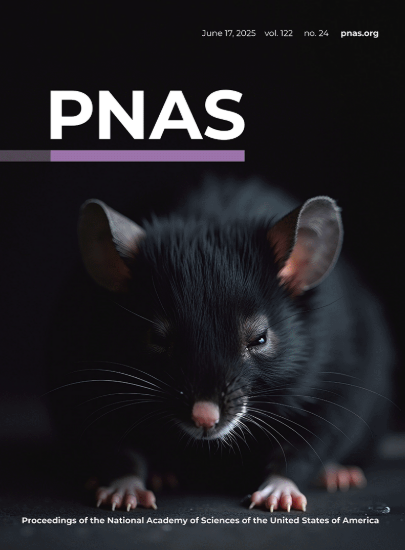 June 17, 2025 vol. 122 no. 24 pnas.org
PNAS
Proceedings of the National Academy of Sciences of the United States of America